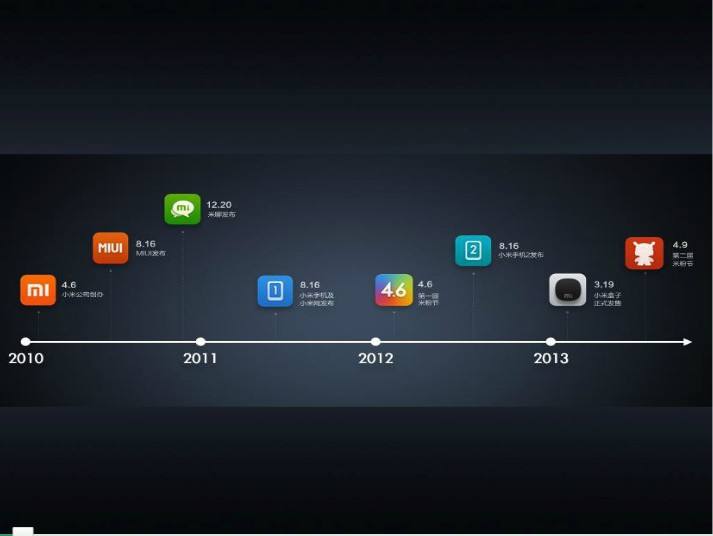 12.20
米聊发布
MIUI
8.16
MIUI发布
2
8.16
小米手机2发布
4.9
第二届
米粉节
mi
4.6
小米公司创办
1
8.16
小米手机及
小米网发布
4.6
4.6
第一届
米粉节
mi
3.19
小米盒子
正式发售
mi
2010
2011
2012
2013